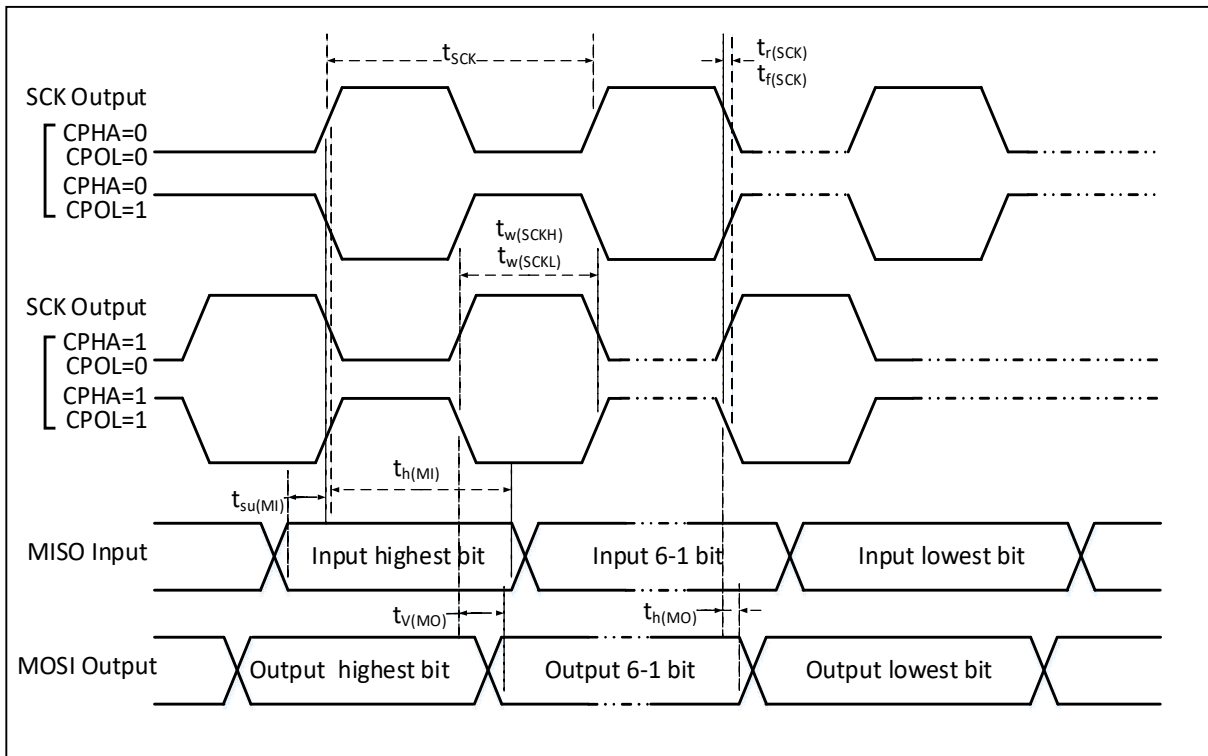 tSCK
tr(SCK)
tf(SCK)
SCK Output
CPHA=0
CPOL=0
CPHA=0
CPOL=1
tw(SCKH)
tw(SCKL)
SCK Output
CPHA=1
CPOL=0
CPHA=1
CPOL=1
th(MI)
tsu(MI)
MISO Input
Input highest bit
Input 6-1 bit
Input lowest bit
tV(MO)
th(MO)
MOSI Output
Output highest bit
Output 6-1 bit
Output lowest bit